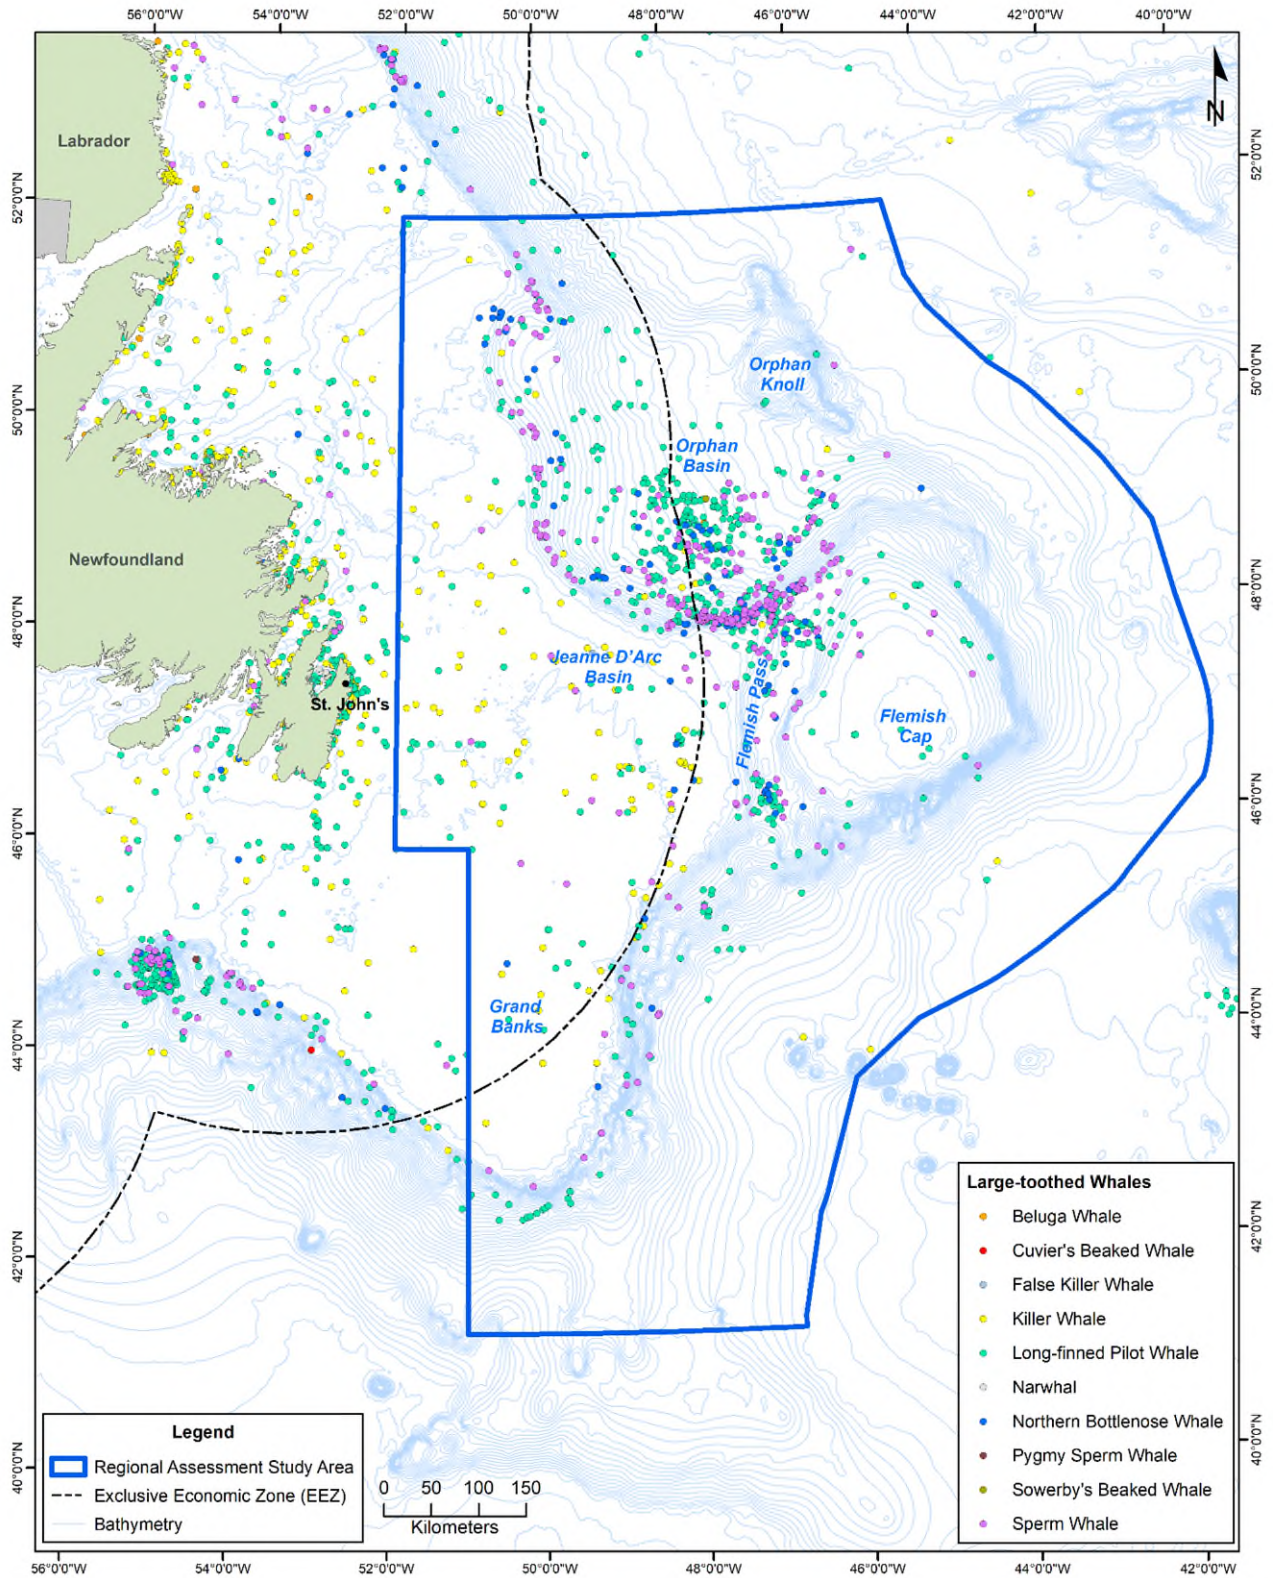 56°0'0"W
54°0'0"W
52°0'0"W
50°0'0"W
48°0'0"W
46°0'0"W
44°0'0"W
42°0'0"W
40°0'0"W
N
Labrador
52°0'0"N
52°0'0"N
Orphan
Knoll
50°0'0"N
50°0'0"N
Orphan
Basin
Newfoundland
48°0'0"N
48°0'0"N
Jeanne D'Arc
Basin
St. John's
Flemish Pass
Flemish
Cap
46°0'0"N
46°0'0"N
Grand
Banks
44°0'0"N
44°0'0"N
42°0'0"N
42°0'0"N
40°0'0"N
40°0'0"N
Large-toothed Whales
Beluga Whale
Cuvier's Beaked Whale
False Killer Whale
Killer Whale
Long-finned Pilot Whale
Narwhal
Northern Bottlenose Whale
Pygmy Sperm Whale
Sowerby's Beaked Whale
Sperm Whale
Legend
Regional Assessment Study Area
Exclusive Economic Zone (EEZ)
Bathymetry
0 50 100 150
Kilometers
56°0'0"W
54°0'0"W
52°0'0"W
50°0'0"W
48°0'0"W
46°0'0"W
44°0'0"W
42°0'0"W